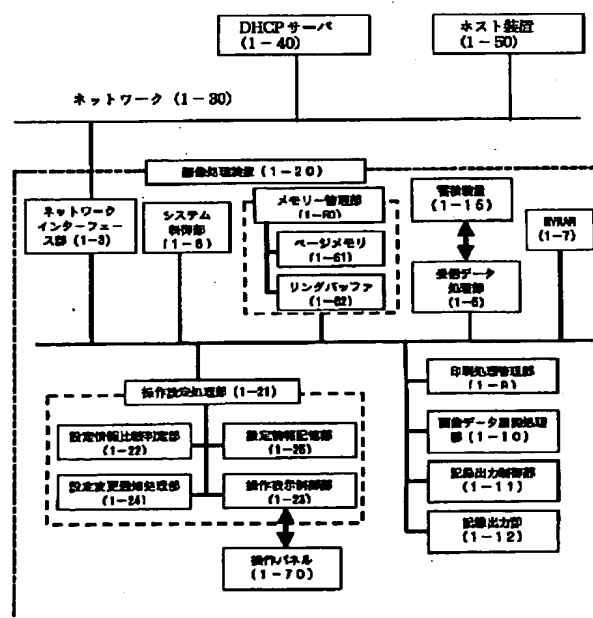 DHCP サーバ
(1-40)
ホスト装置
(1-50)
ネットワーク (1-30)
画像処理装置 (1-20)
ネットワーク
インターフェー
ス部 (1-3)
システム
制御部
(1-6)
メモリー管理部
ページメモリ
(1-61)
リングバッファ
(1-62)
蓄積装置
(1-15)
受信データ
処理部
(1-5)
NVRAM
(1-7)
操作設定処理部 (1-21)
設定情報比較判定部
(1-22)
設定情報記憶部
(1-25)
設定変更通知処理部
(1-24)
操作表示制御部
(1-23)
操作パネル
(1-70)
印刷処理管理部
画像データ展開処理
部 (1-10)
記録出力制御部
(1-11)
記録出力部
(1-12)